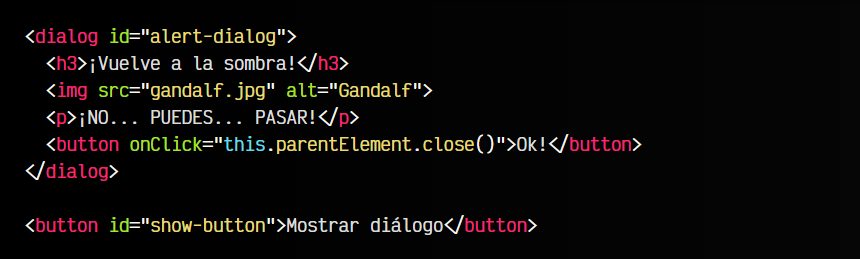 <dialog id="alert-dialog">
  <h3>¡Vuelve a la sombra!</h3>
  <img src="gandalf.jpg" alt="Gandalf">
  <p>¡NO... PUEDES... PASAR!</p>
  <button onClick="this.parentElement.close()">Ok!</button>
</dialog>

<button id="show-button">Mostrar diálogo</button>